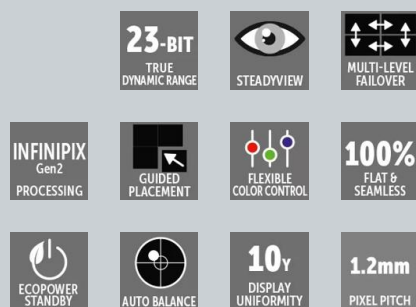 23-BIT
TRUE
DYNAMIC RANGE
STEADYVIEW
MULTI-LEVEL
FAILOVER
INFINIPIX
Gen2
PROCESSING
GUIDED
PLACEMENT
FLEXIBLE
COLOR CONTROL
100%
FLAT &
SEAMLESS
ECOPOWER
STANDBY
AUTO BALANCE
10Y
DISPLAY
UNIFORMITY
1.2mm
PIXEL PITCH